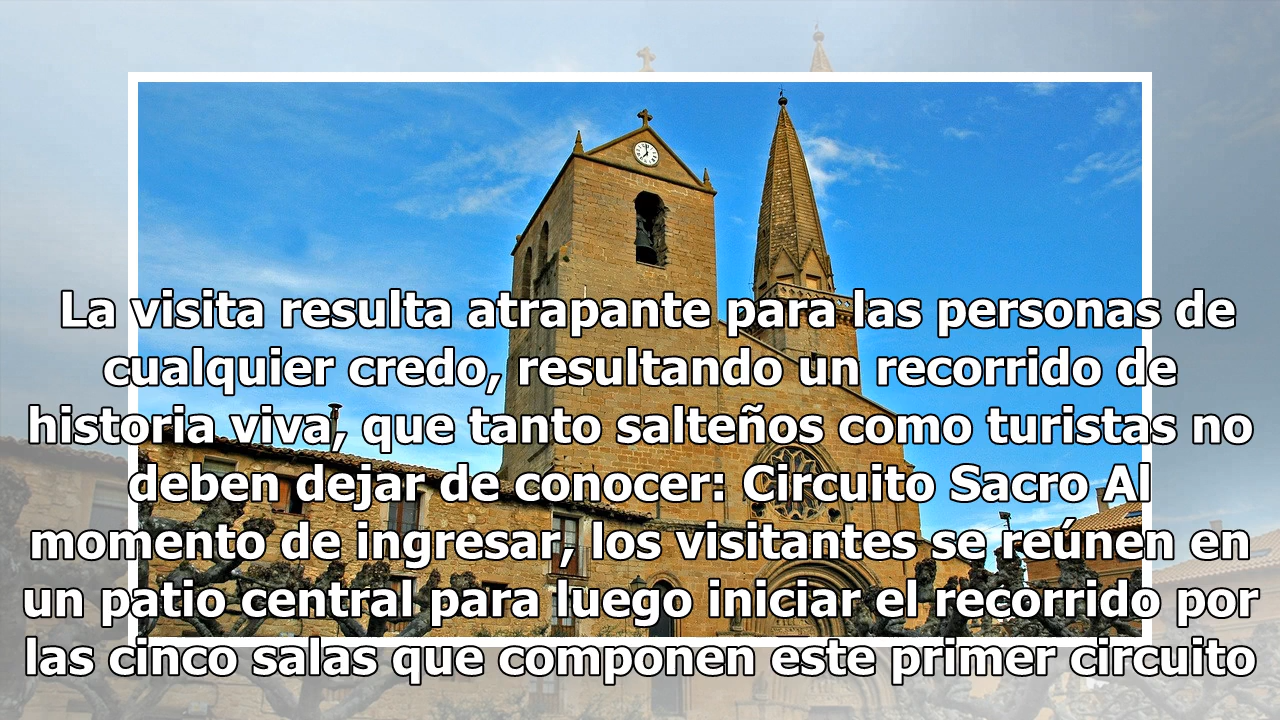 La visita resulta atrapante para las personas de
cualquier credo, resultando un recorrido de
historia viva, que tanto salteños como turistas no
deben dejar de conocer: Circuito Sacro Al
momento de ingresar, los visitantes se reúnen en
un patio central para luego iniciar el recorrido por
las cinco salas que componen este primer circuito